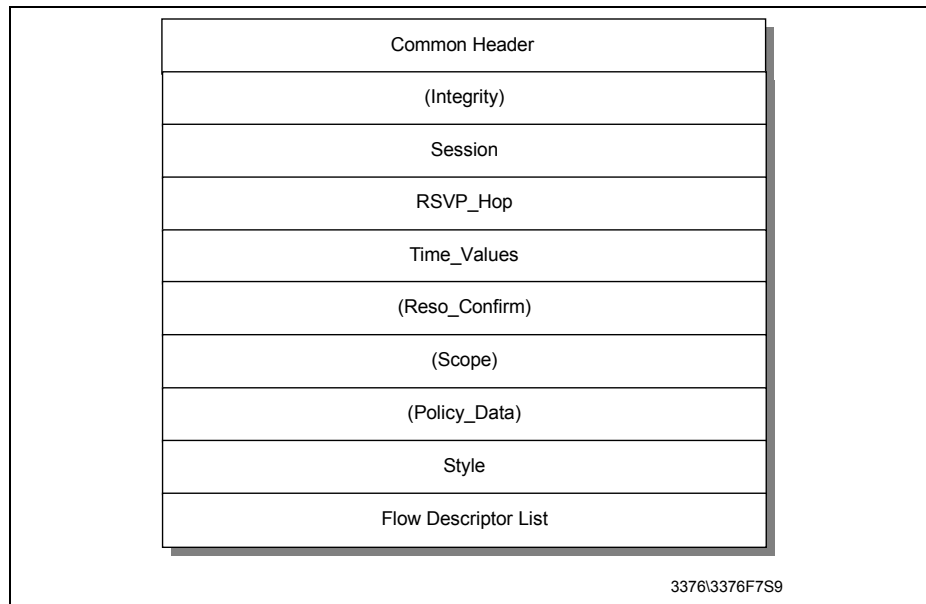 Common Header
(Integrity)
Session
RSVP_Hop
Time_Values
(Reso_Confirm)
(Scope)
(Policy_Data)
Style
Flow Descriptor List
3376\3376F7S9